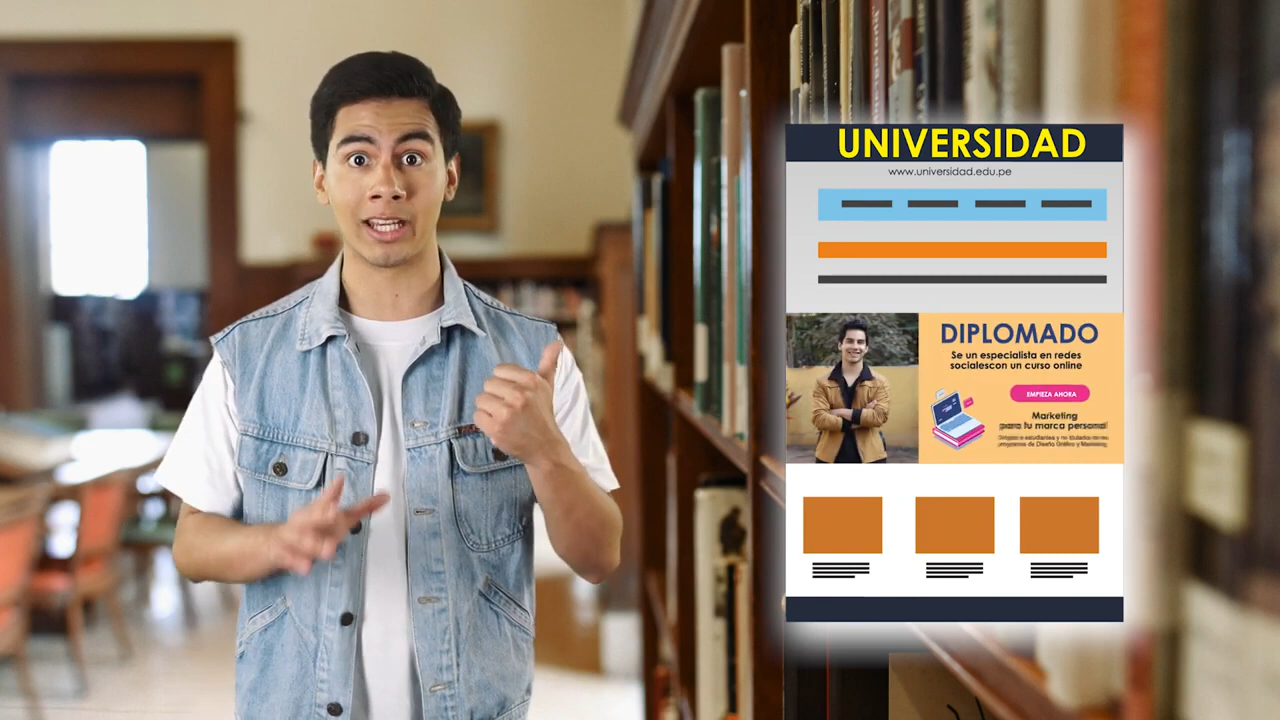 UNIVERSIDAD
www.universidad.edu.pe
DIPLOMADO
Se un especialista en redes
socialescon un curso online
EMPIEZA AHORA
Marketing
para tu marca personal